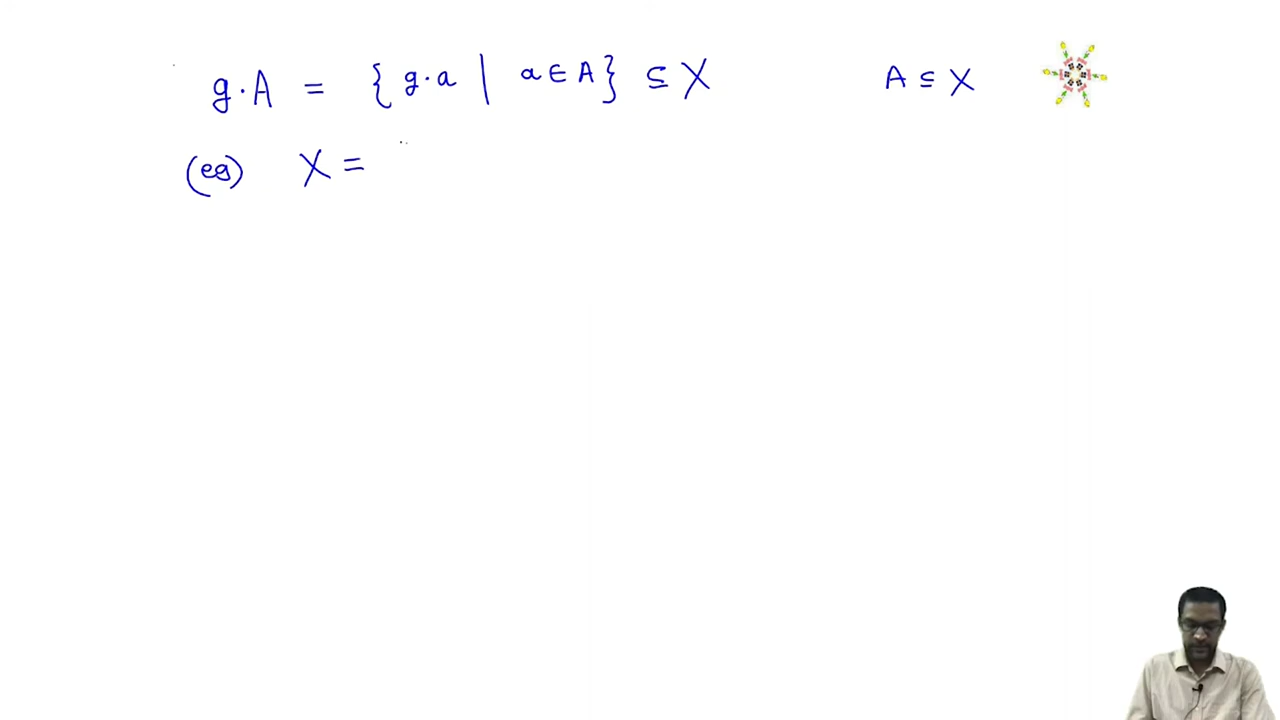 g·A = { g·a | a ∈ A } ⊆ X A ⊆ X
(eg) X =